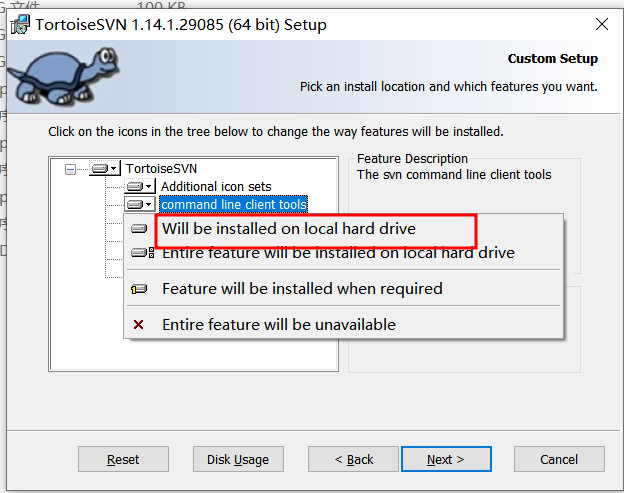 G 文件
100 KB
TortoiseSVN 1.14.1.29085 (64 bit) Setup
Custom Setup
Pick an install location and which features you want.
Click on the icons in the tree below to change the way features will be installed.
TortoiseSVN
Additional icon sets
command line client tools
Feature Description
The svn command line client tools
Will be installed on local hard drive
Entire feature will be installed on local hard drive
Feature will be installed when required
Entire feature will be unavailable
Reset
Disk Usage
< Back
Next >
Cancel